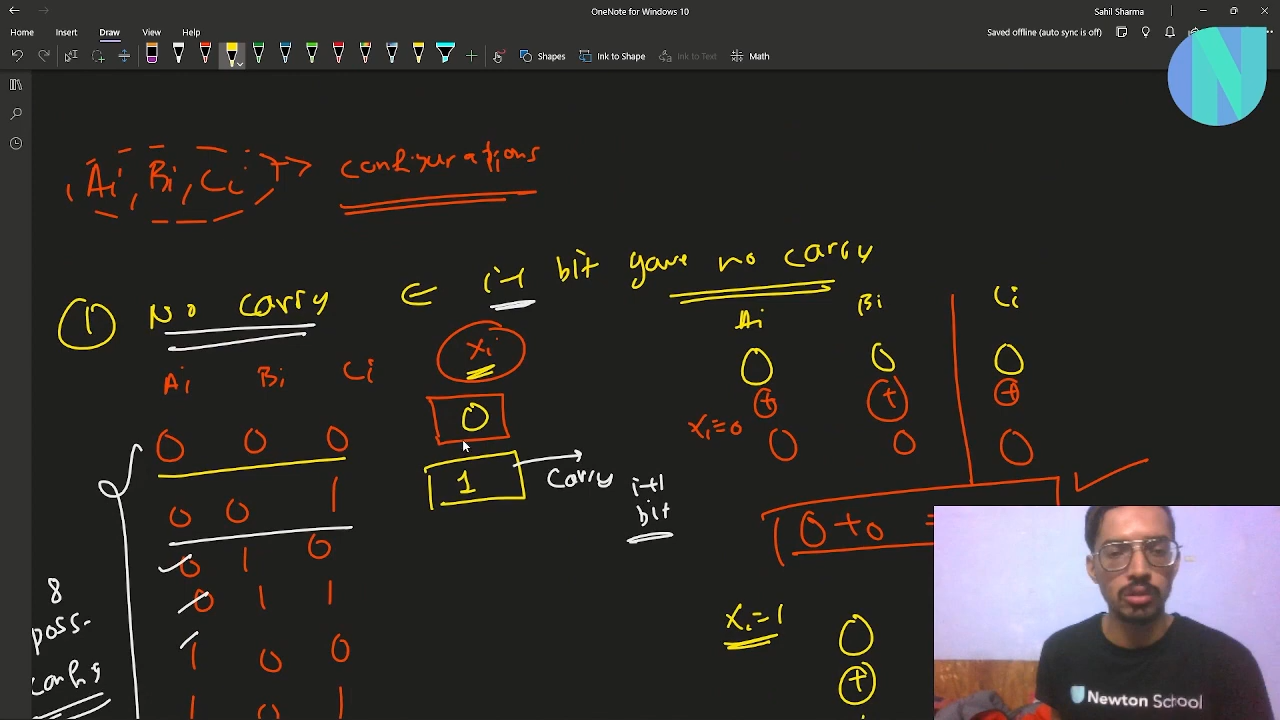 OneNote for Windows 10
Sahil Sharma
Home Insert Draw View Help
Saved offline (auto sync is off)
Shapes Ink to Shape Ink to Text Math
Ai, Bi, Ci configurations
1 No carry ∈ i-1 bit gave no carry
Ai Bi Ci xi
0 0 0 0
0 0 1 1 carry i+1 bit
0 1 0
0 1 1
1 0 0
1 0 1
8 poss-
Ai Bi Ci
0 0 0
+ + +
xi=0 0 0 0
0+0 =
xi=1 0
+
Newton School